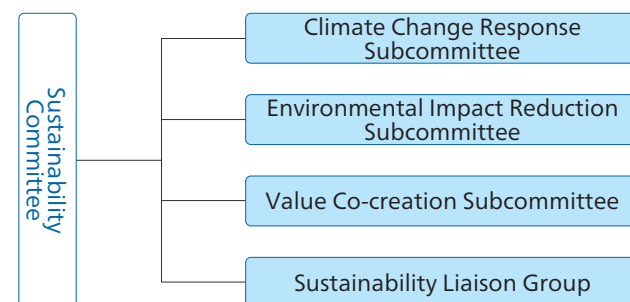 Sustainability
Committee
Climate Change Response
Subcommittee
Environmental Impact Reduction
Subcommittee
Value Co-creation Subcommittee
Sustainability Liaison Group